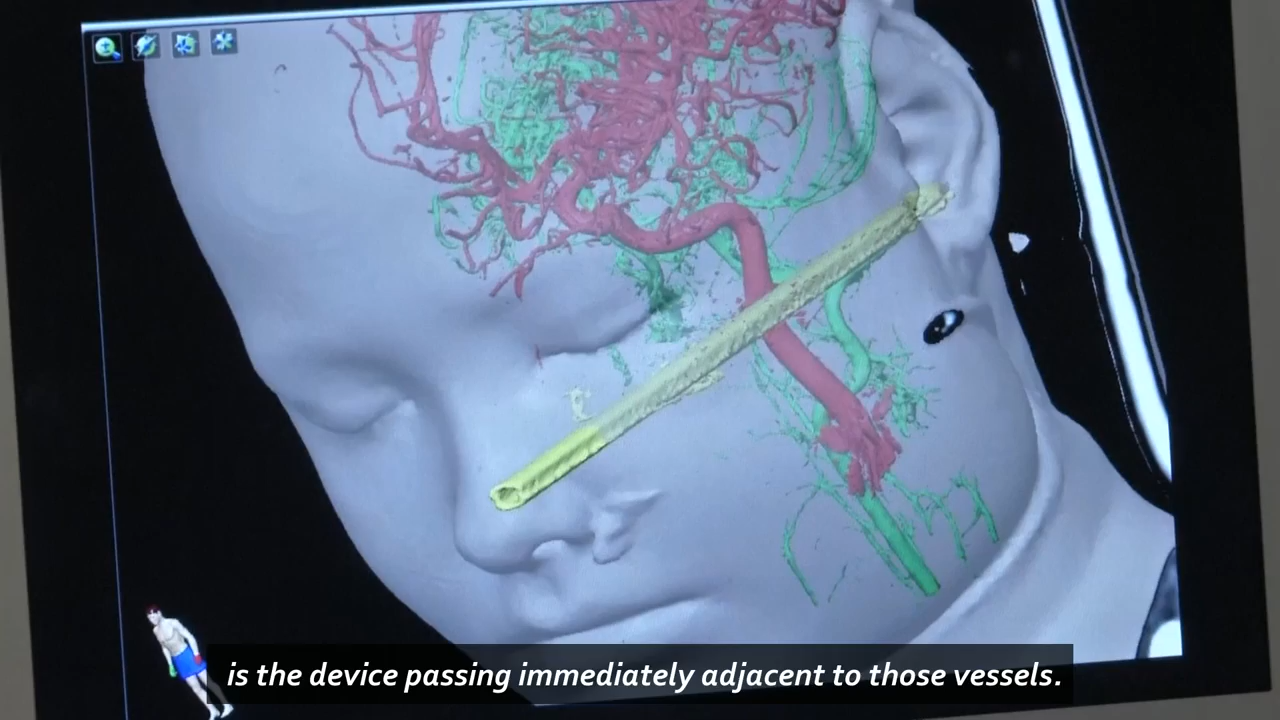 is the device passing immediately adjacent to those vessels.